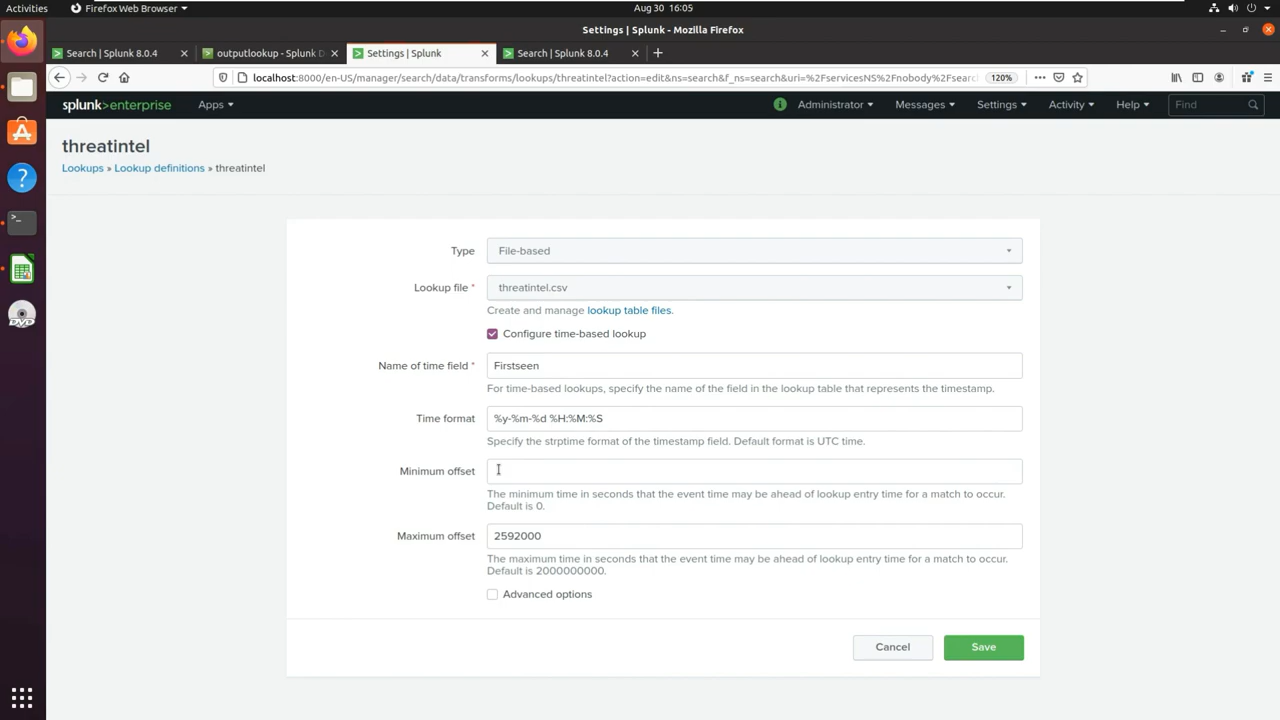 Activities
Firefox Web Browser
Aug 30 16:05
Settings | Splunk - Mozilla Firefox
Search | Splunk 8.0.4
outputlookup - Splunk D
Settings | Splunk
Search | Splunk 8.0.4
localhost:8000/en-US/manager/search/data/transforms/lookups/threatintel?action=edit&ns=search&f_ns=search&uri=%2FservicesNS%2Fnobody%2Fsearc
120%
splunk>enterprise
Apps
i
Administrator
Messages
Settings
Activity
Help
Find
threatintel
Lookups » Lookup definitions » threatintel
Type
File-based
Lookup file *
threatintel.csv
Create and manage lookup table files.
Configure time-based lookup
Name of time field *
Firstseen
For time-based lookups, specify the name of the field in the lookup table that represents the timestamp.
Time format
%y-%m-%d %H:%M:%S
Specify the strptime format of the timestamp field. Default format is UTC time.
Minimum offset
The minimum time in seconds that the event time may be ahead of lookup entry time for a match to occur.
Default is 0.
Maximum offset
2592000
The maximum time in seconds that the event time may be ahead of lookup entry time for a match to occur.
Default is 2000000000.
Advanced options
Cancel
Save
DVD